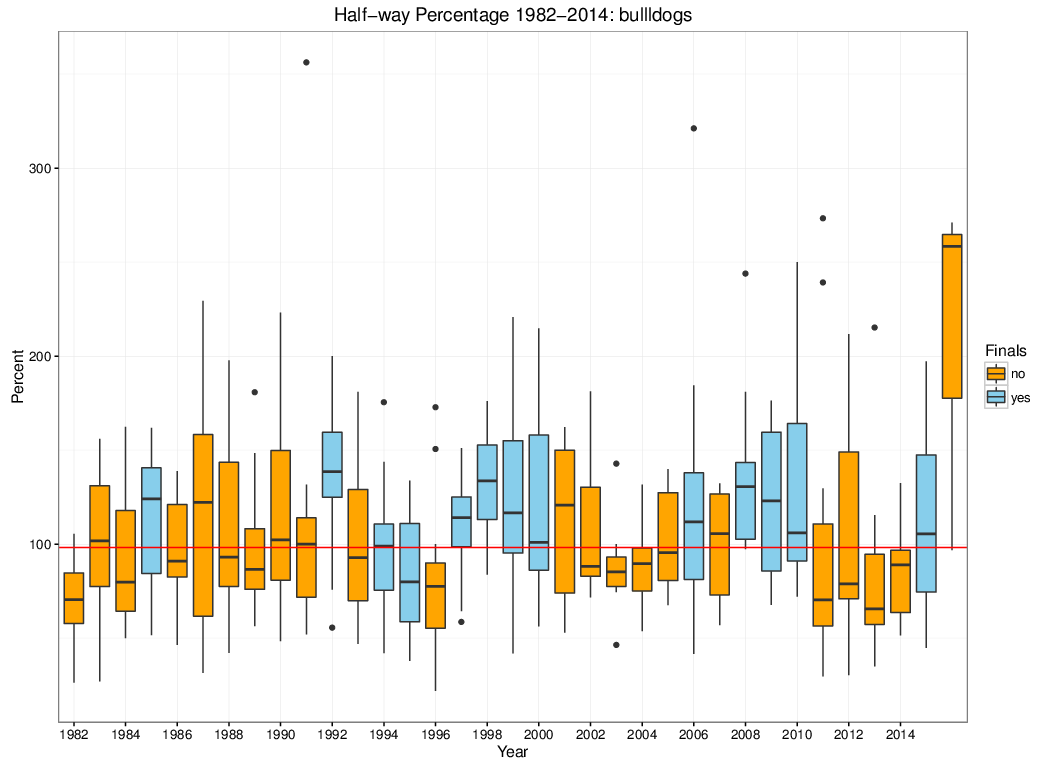 Half−way Percentage 1982−2014: bullldogs
300
200
100
Percent
1982 1984 1986 1988 1990 1992 1994 1996 1998 2000 2002 2004 2006 2008 2010 2012 2014
Year
Finals
no
yes